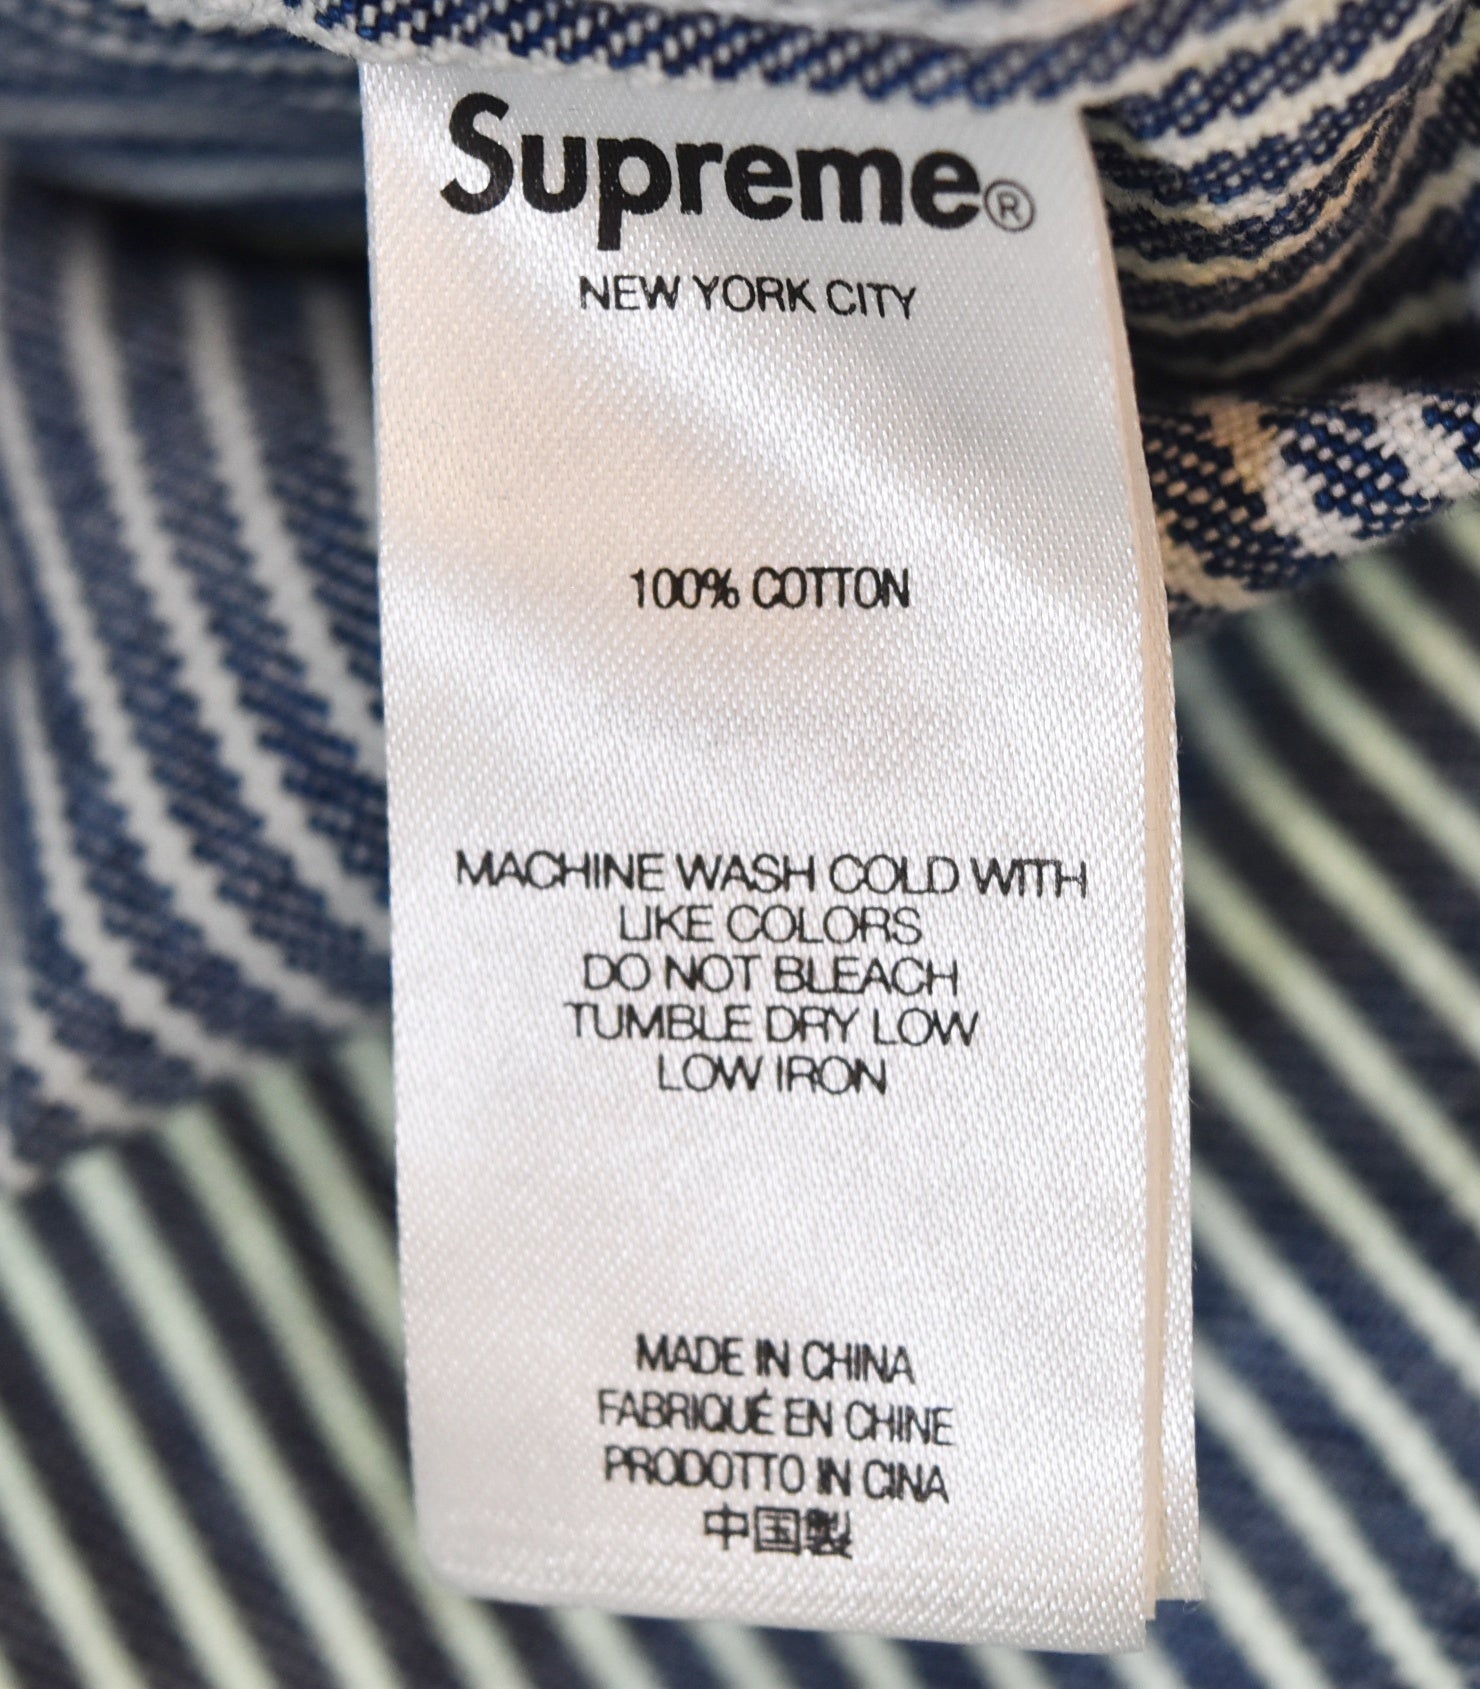 Supreme®
NEW YORK CITY
100% COTTON
MACHINE WASH COLD WITH
LIKE COLORS
DO NOT BLEACH
TUMBLE DRY LOW
LOW IRON
MADE IN CHINA
FABRIQUÉ EN CHINE
PRODOTTO IN CINA
中国製